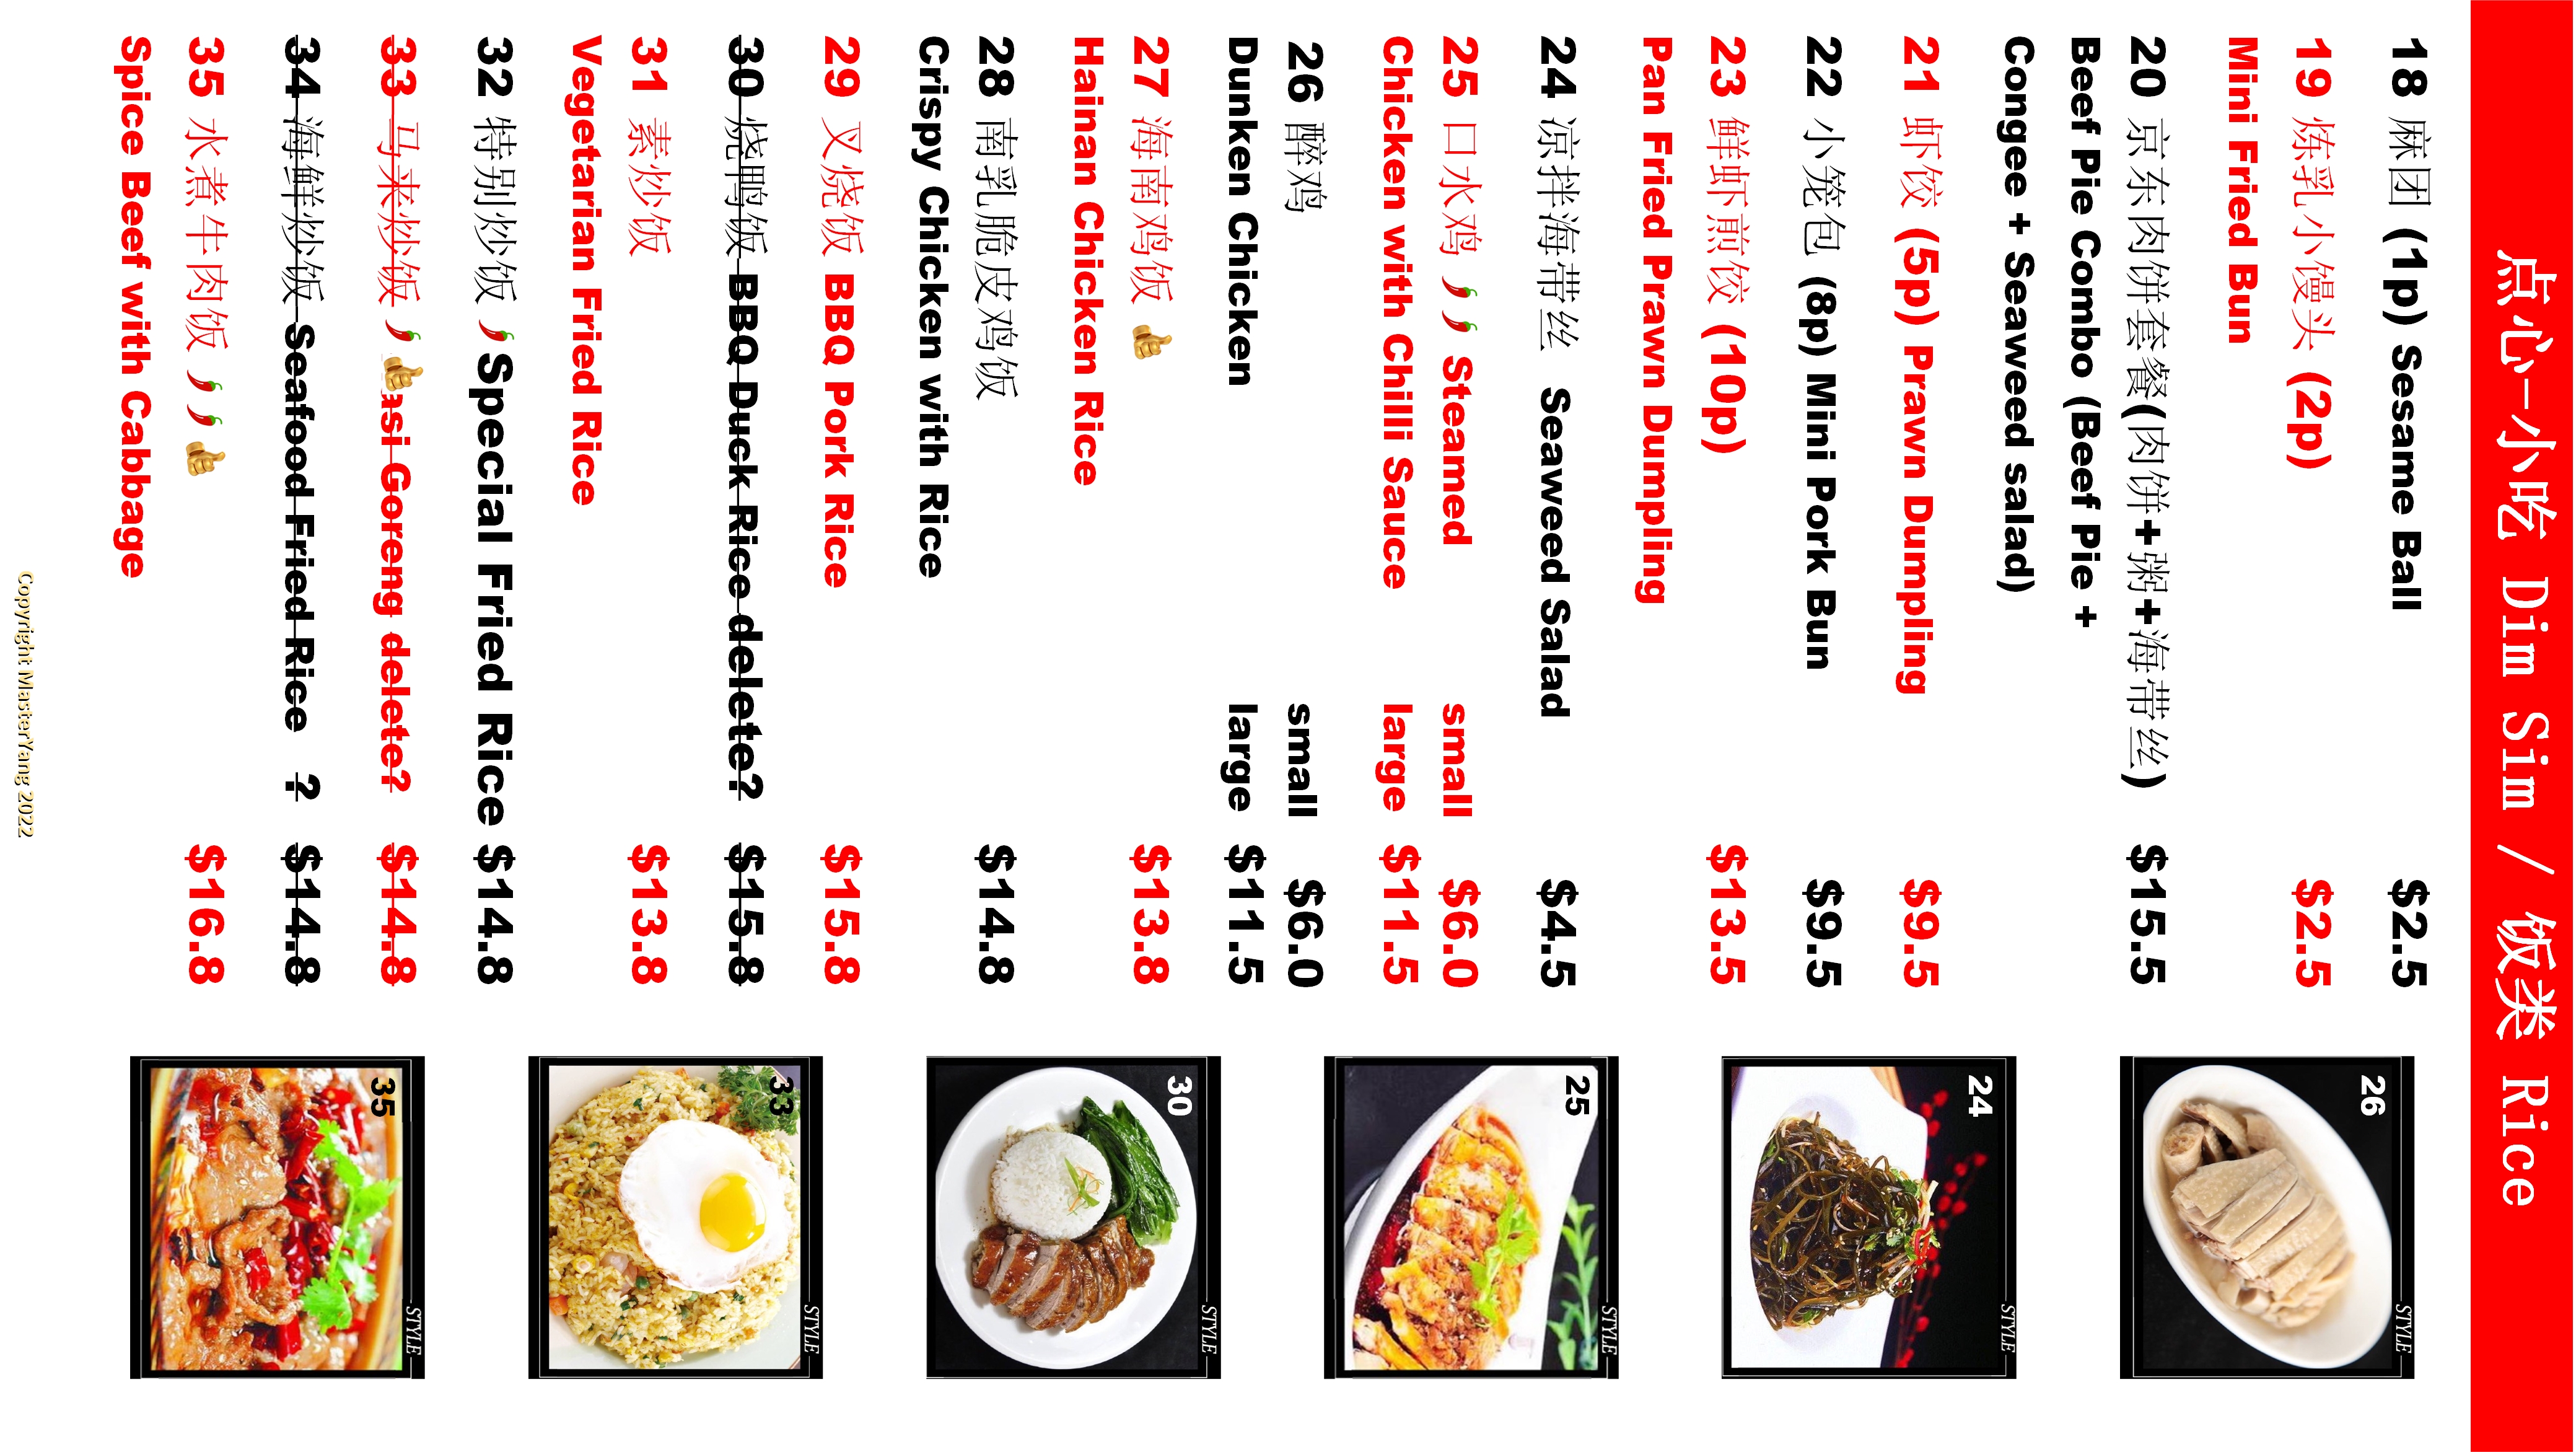 点心-小吃 Dim Sim / 饭类 Rice
18 麻团 (1p) Sesame Ball $2.5
19 炼乳小馒头 (2p) $2.5
Mini Fried Bun
20 京东肉饼套餐(肉饼+粥+海带丝) $15.5
Beef Pie Combo (Beef Pie +
Congee + Seaweed salad)
21 虾饺 (5p) Prawn Dumpling $9.5
22 小笼包 (8p) Mini Pork Bun $9.5
23 鲜虾煎饺 (10p) $13.5
Pan Fried Prawn Dumpling
24 凉拌海带丝 Seaweed Salad $4.5
25 口水鸡 🌶🌶 Steamed small $6.0
Chicken with Chilli Sauce large $11.5
26 醉鸡 small $6.0
Dunken Chicken large $11.5
27 海南鸡饭 👍 $13.8
Hainan Chicken Rice
28 南乳脆皮鸡饭 $14.8
Crispy Chicken with Rice
29 叉烧饭 BBQ Pork Rice $15.8
30 烧鸭饭 BBQ Duck Rice delete? $15.8
31 素炒饭 $13.8
Vegetarian Fried Rice
32 特别炒饭 🌶 Special Fried Rice $14.8
33 马来炒饭 🌶👍asi Goreng delete? $14.8
34 海鲜炒饭 Seafood Fried Rice ? $14.8
35 水煮牛肉饭 🌶🌶👍 $16.8
Spice Beef with Cabbage
26
STYLE
24
STYLE
25
STYLE
30
STYLE
33
STYLE
35
STYLE
Copyright MasterYang 2022